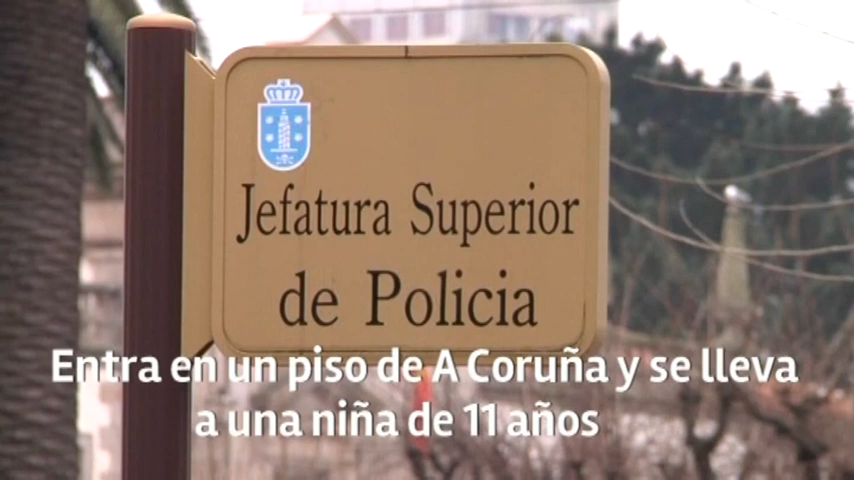 Jefatura Superior
de Policia
Entra en un piso de A Coruña y se lleva
a una niña de 11 años